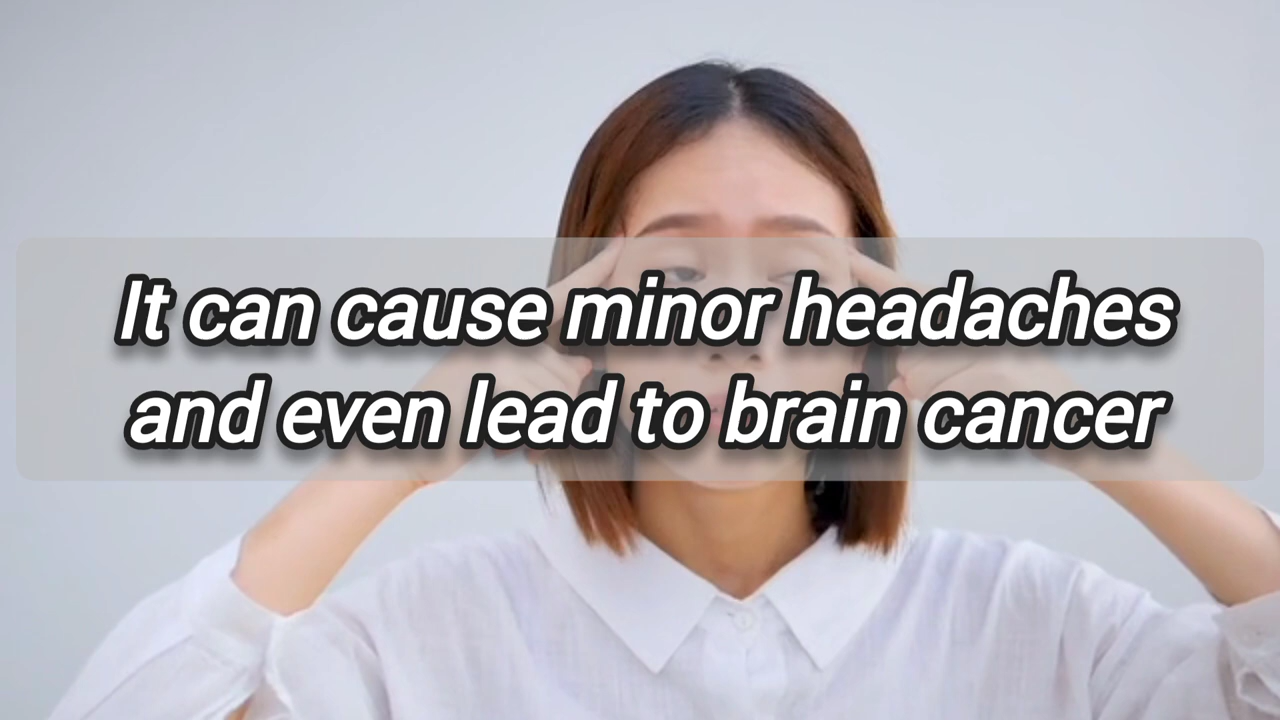 It can cause minor headaches
and even lead to brain cancer